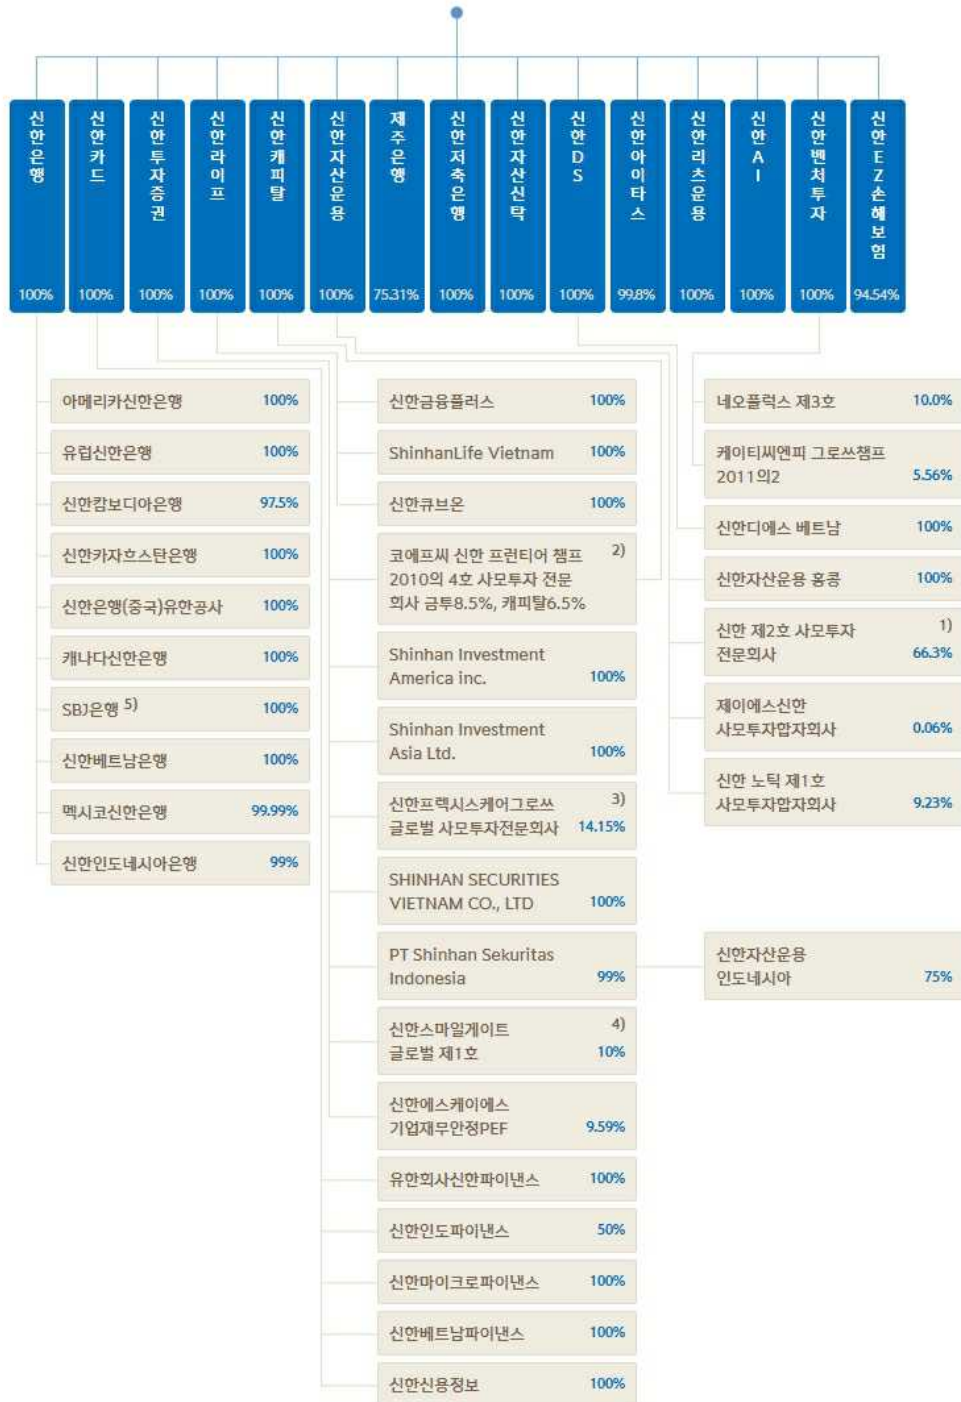 신한은행
100%
신한카드
100%
신한투자증권
100%
신한라이프
100%
신한캐피탈
100%
신한자산운용
100%
제주은행
75.31%
신한저축은행
100%
신한자산신탁
100%
신한DS
100%
신한아이타스
99.8%
신한리츠운용
100%
신한AI
100%
신한벤처투자
100%
신한EZ손해보험
94.54%
아메리카신한은행 100%
유럽신한은행 100%
신한캄보디아은행 97.5%
신한카자흐스탄은행 100%
신한은행(중국)유한공사 100%
캐나다신한은행 100%
SBJ은행 5) 100%
신한베트남은행 100%
멕시코신한은행 99.99%
신한인도네시아은행 99%
신한금융플러스 100%
ShinhanLife Vietnam 100%
신한큐브온 100%
코에프씨 신한 프런티어 챔프 2)
2010의 4호 사모투자 전문
회사 금투8.5%, 캐피탈6.5%
Shinhan Investment
America inc. 100%
Shinhan Investment
Asia Ltd. 100%
신한프렉시스케어그로쓰 3)
글로벌 사모투자전문회사 14.15%
SHINHAN SECURITIES
VIETNAM CO., LTD 100%
PT Shinhan Sekuritas
Indonesia 99%
신한스마일게이트 4)
글로벌 제1호 10%
신한에스케이에스
기업재무안정PEF 9.59%
유한회사신한파이낸스 100%
신한인도파이낸스 50%
신한마이크로파이낸스 100%
신한베트남파이낸스 100%
신한신용정보 100%
네오플럭스 제3호 10.0%
케이티씨엔피 그로쓰챔프
2011의2 5.56%
신한디에스 베트남 100%
신한자산운용 홍콩 100%
신한 제2호 사모투자 1)
전문회사 66.3%
제이에스신한
사모투자합자회사 0.06%
신한 노틱 제1호
사모투자합자회사 9.23%
신한자산운용
인도네시아 75%